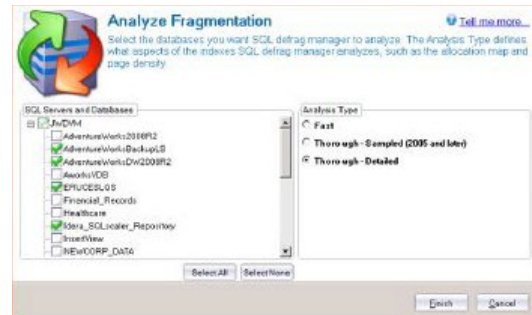 Analyze Fragmentation
Tell me more...
Select the databases you want SQL defrag manager to analyze. The Analysis Type defines
what aspects of the indexes SQL defrag manager analyzes, such as the allocation map and
page density
SQL Servers and Databases
JWDVM
AdventureWorks2008R2
AdventureWorksBackupLS
AdventureWorksDW2008R2
AworksVDB
EPRUCESLGS
Financial_Records
Healthcare
Idera_SQLscaler_Repository
InsertView
NEWCORP_DATA
Analysis Type
Fast
Thorough - Sampled (2005 and later)
Thorough - Detailed
Select All
Select None
Finish
Cancel